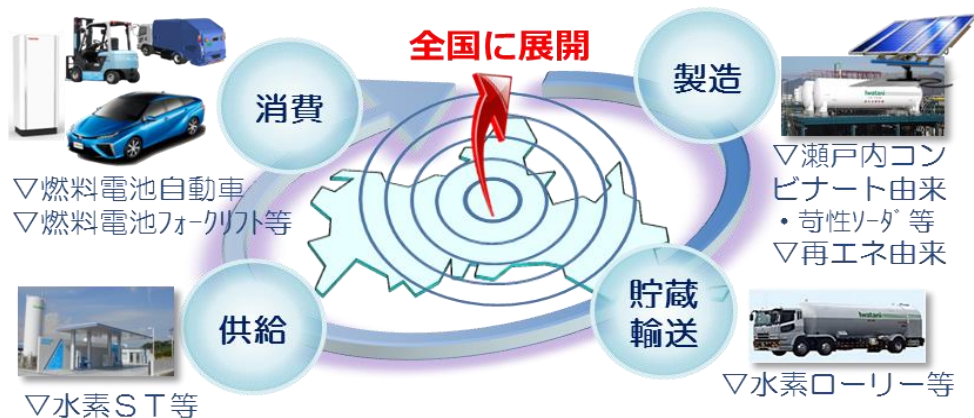 全国に展開
消費
製造
▽燃料電池自動車
▽燃料電池フォークリフト等
Iwatani
▽瀬戸内コン
ビナート由来
・苛性ソーダ等
▽再エネ由来
供給
貯蔵
輸送
Iwatani
▽水素ＳＴ等
▽水素ローリー等